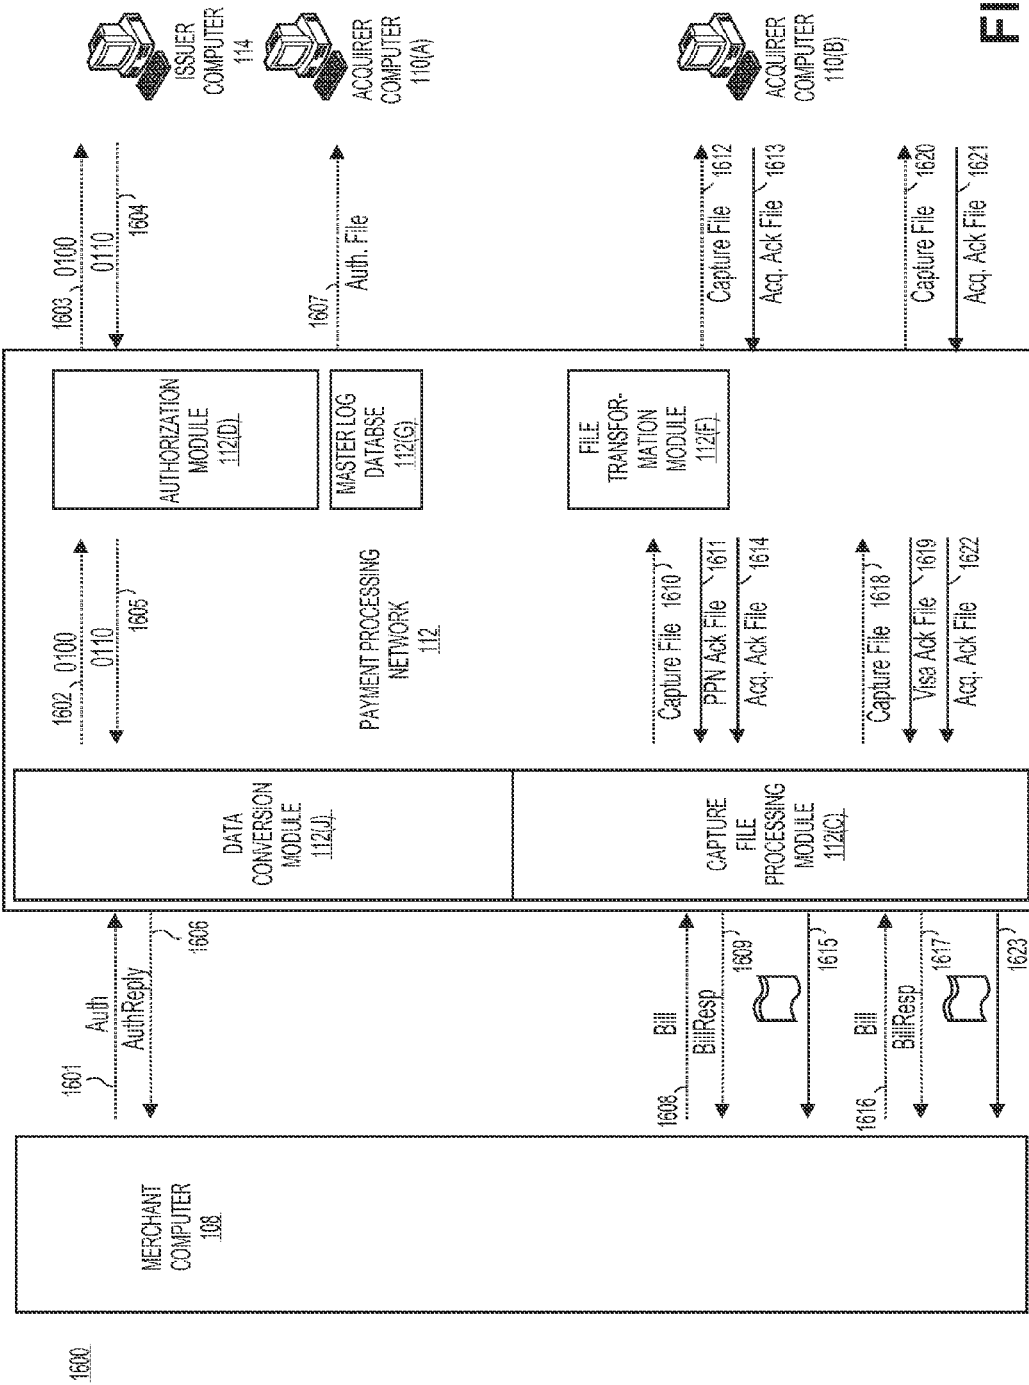 1600
MERCHANT
COMPUTER
108
1601
Auth
AuthReply
1606
1608
Bill
BillResp
1609
1615
1616
Bill
BillResp
1617
1623
DATA
CONVERSION
MODULE
112(J)
CAPTURE
FILE
PROCESSING
MODULE
112(C)
1602
0100
0110
1605
PAYMENT PROCESSING
NETWORK
112
Capture File
1610
PPN Ack File
1611
Acq. Ack File
1614
Capture File
1618
Visa Ack File
1619
Acq. Ack File
1622
AUTHORIZATION
MODULE
112(D)
MASTER LOG
DATABSE
112(G)
FILE
TRANSFOR-
MATION
MODULE
112(F)
1603
0100
0110
1604
1607
Auth. File
Capture File
1612
Acq. Ack File
1613
Capture File
1620
Acq. Ack File
1621
ISSUER
COMPUTER
114
ACQUIRER
COMPUTER
110(A)
ACQUIRER
COMPUTER
110(B)
FI